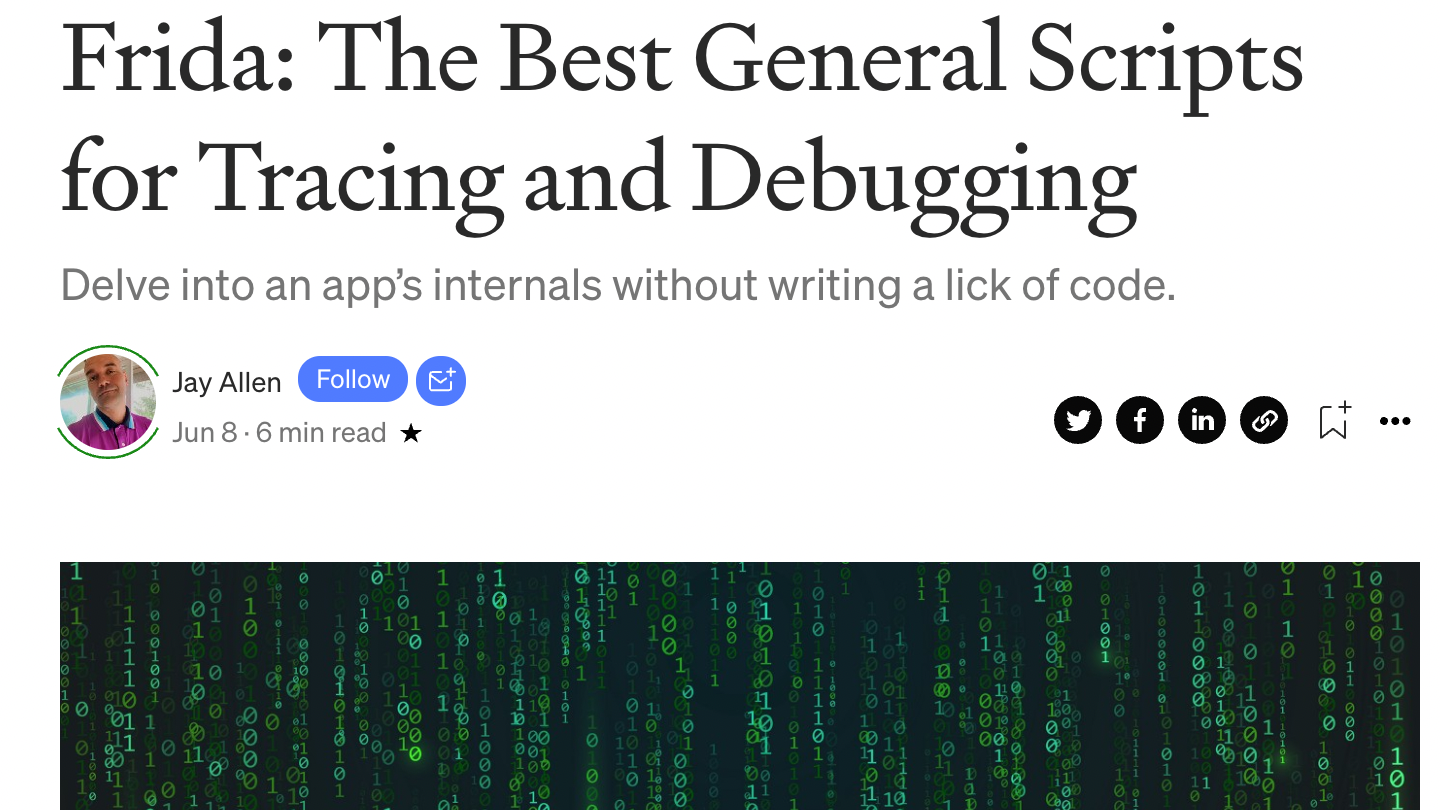 Frida: The Best General Scripts
for Tracing and Debugging
Delve into an app’s internals without writing a lick of code.
Jay Allen Follow
Jun 8 · 6 min read ★